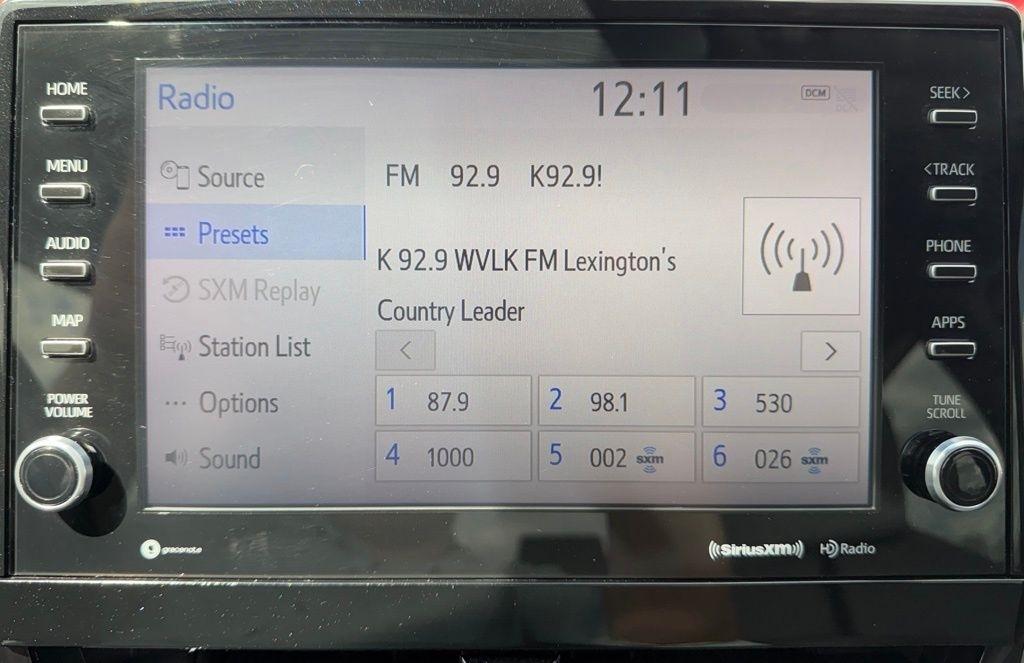 HOME
MENU
AUDIO
MAP
POWER
VOLUME
Radio
12:11
DCM
Source
Presets
SXM Replay
Station List
Options
Sound
FM 92.9 K92.9!
K 92.9 WVLK FM Lexington's
Country Leader
< >
1 87.9 2 98.1 3 530
4 1000 5 002 sxm 6 026 sxm
SEEK>
<TRACK
PHONE
APPS
TUNE
SCROLL
gracenote
((SiriusXM)) HD Radio